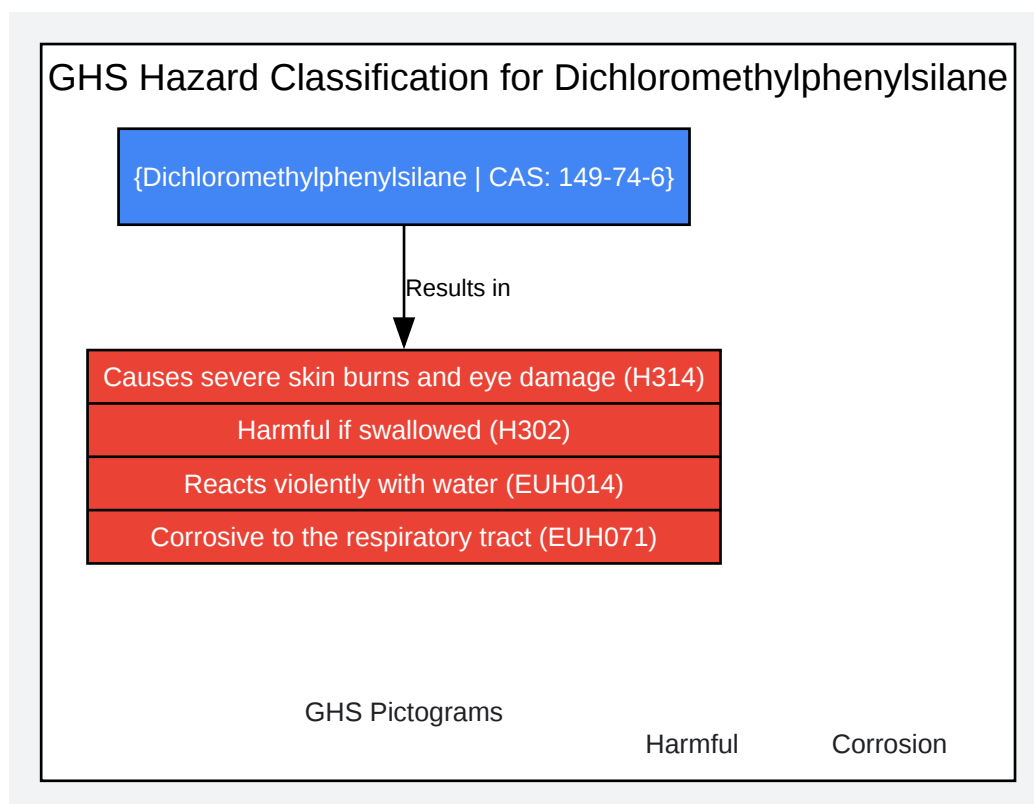 GHS Hazard Classification for Dichloromethylphenylsilane
{Dichloromethylphenylsilane | CAS: 149-74-6}
Results in
Causes severe skin burns and eye damage (H314)
Harmful if swallowed (H302)
Reacts violently with water (EUH014)
Corrosive to the respiratory tract (EUH071)
GHS Pictograms
Harmful
Corrosion